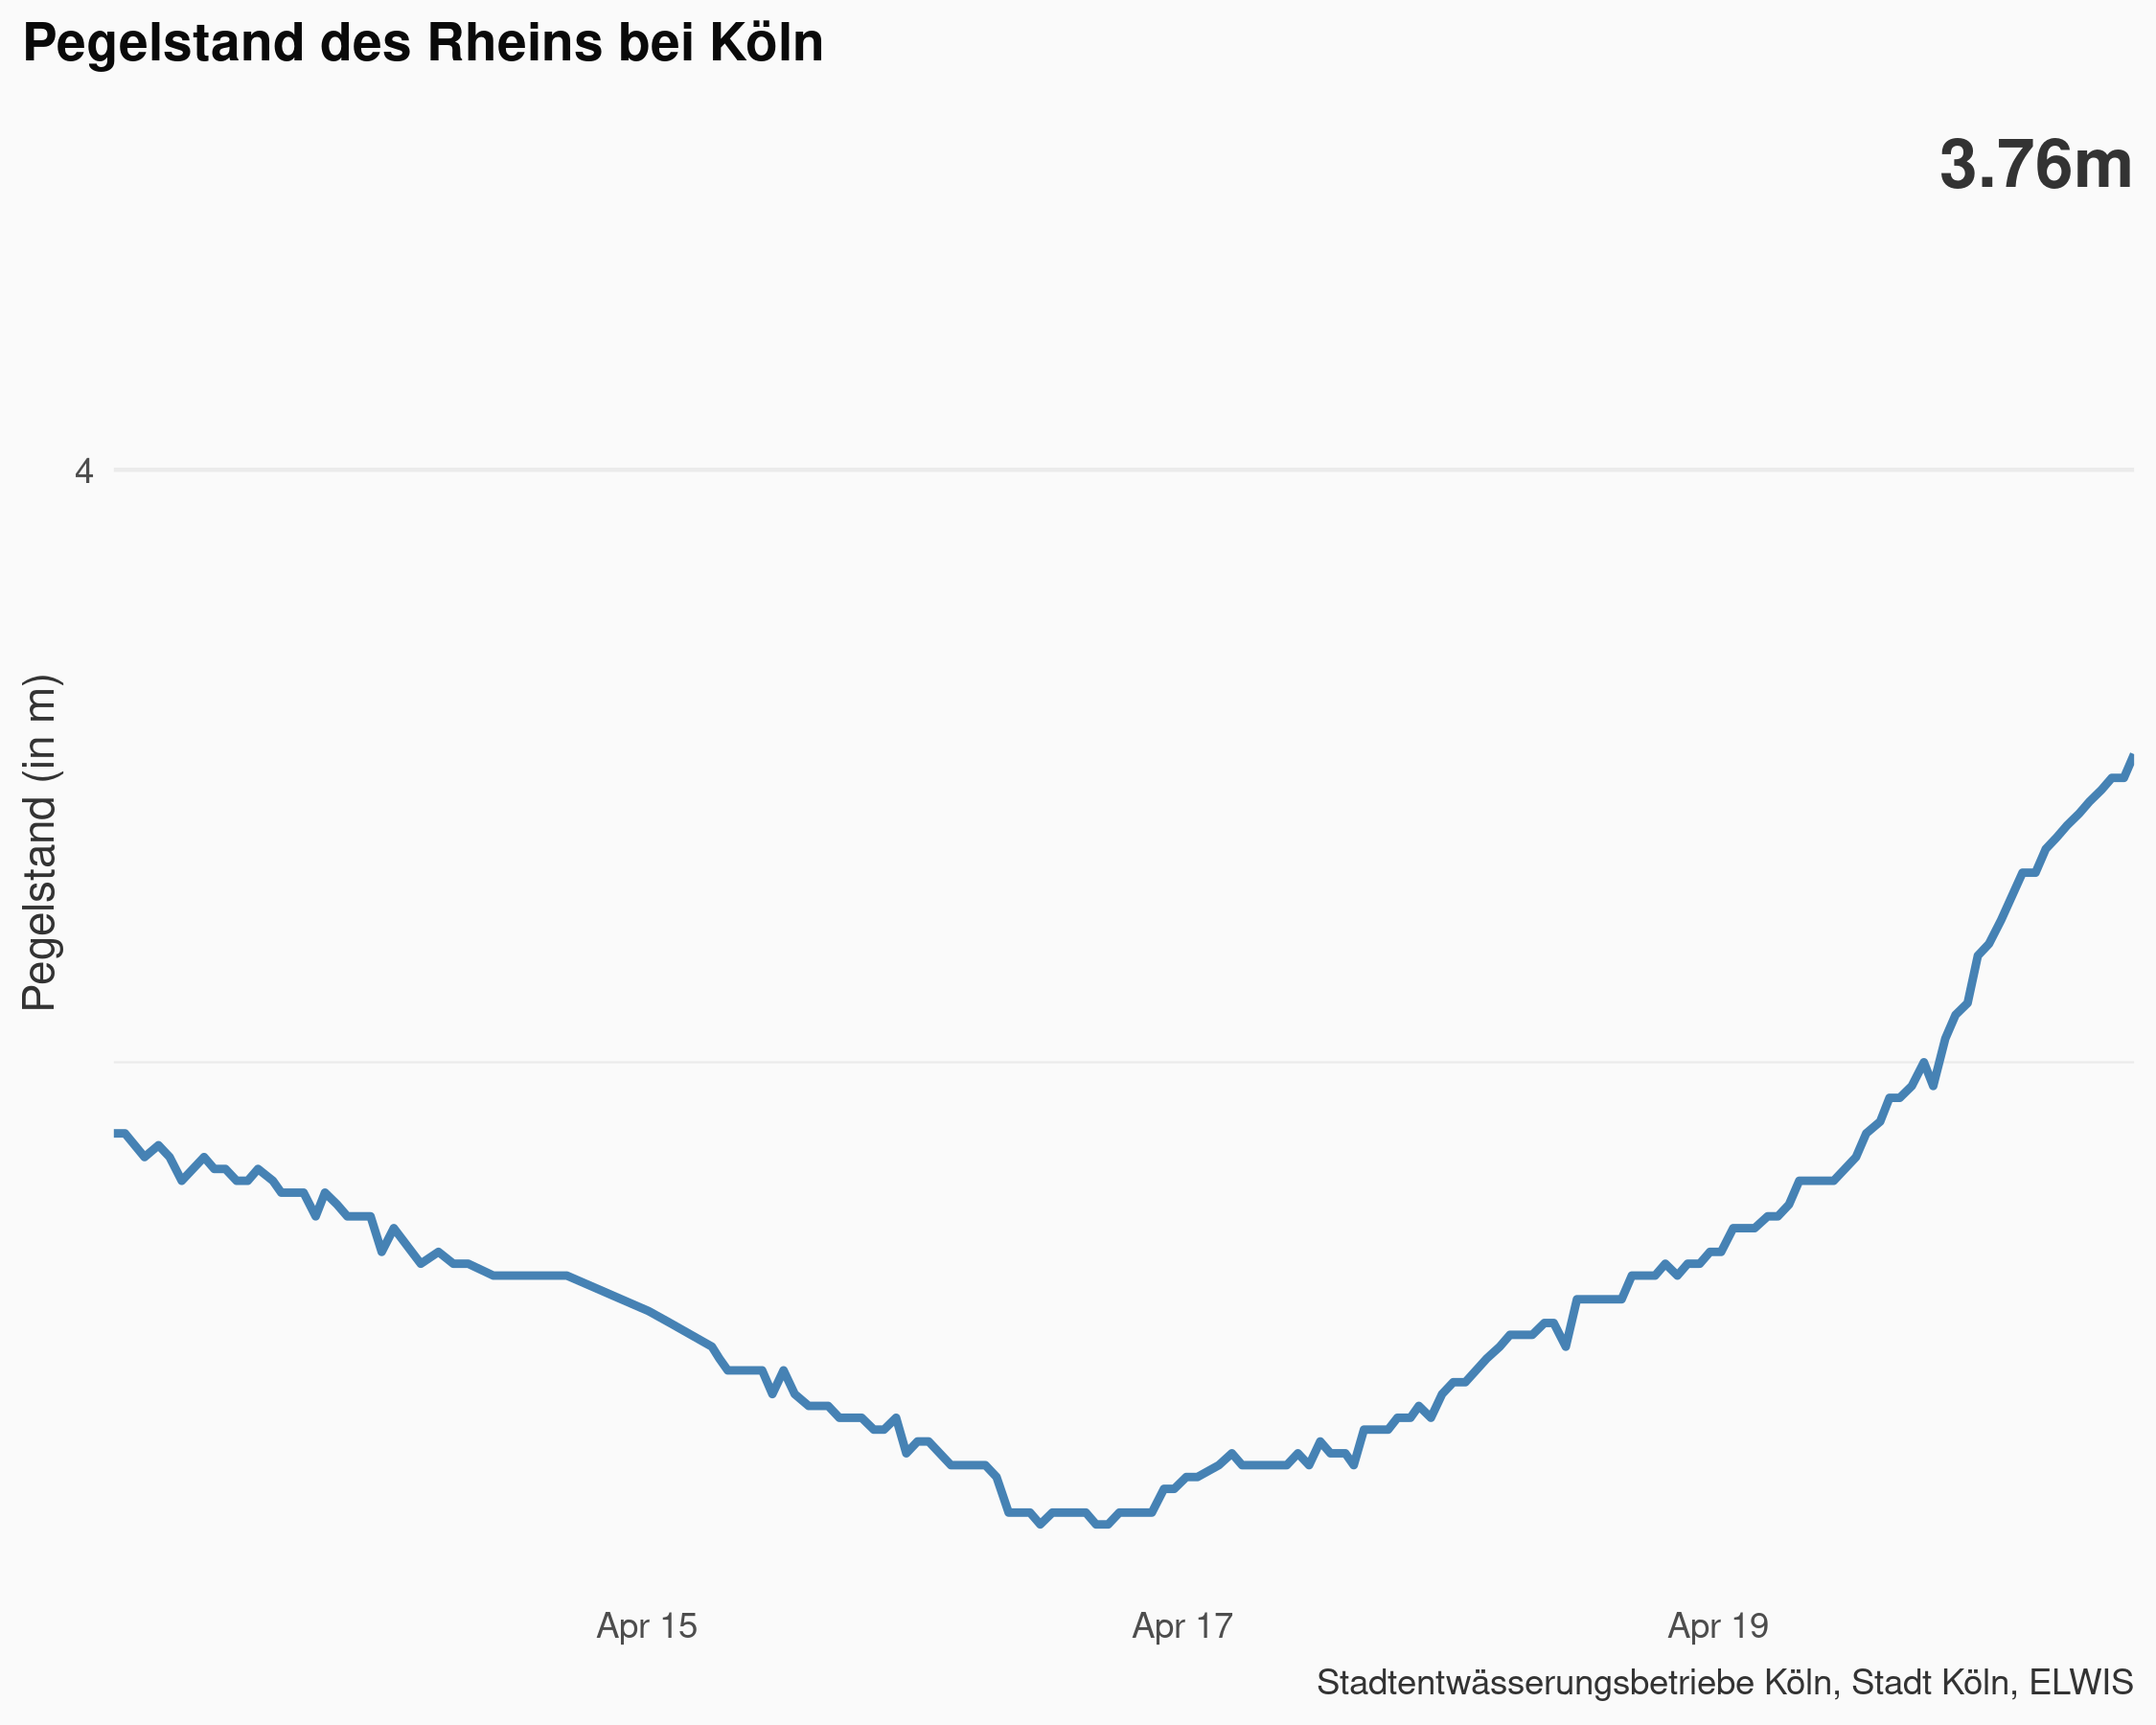 Pegelstand des Rheins bei Köln
3.76m
4
Pegelstand (in m)
Apr 15
Apr 17
Apr 19
Stadtentwässerungsbetriebe Köln, Stadt Köln, ELWIS